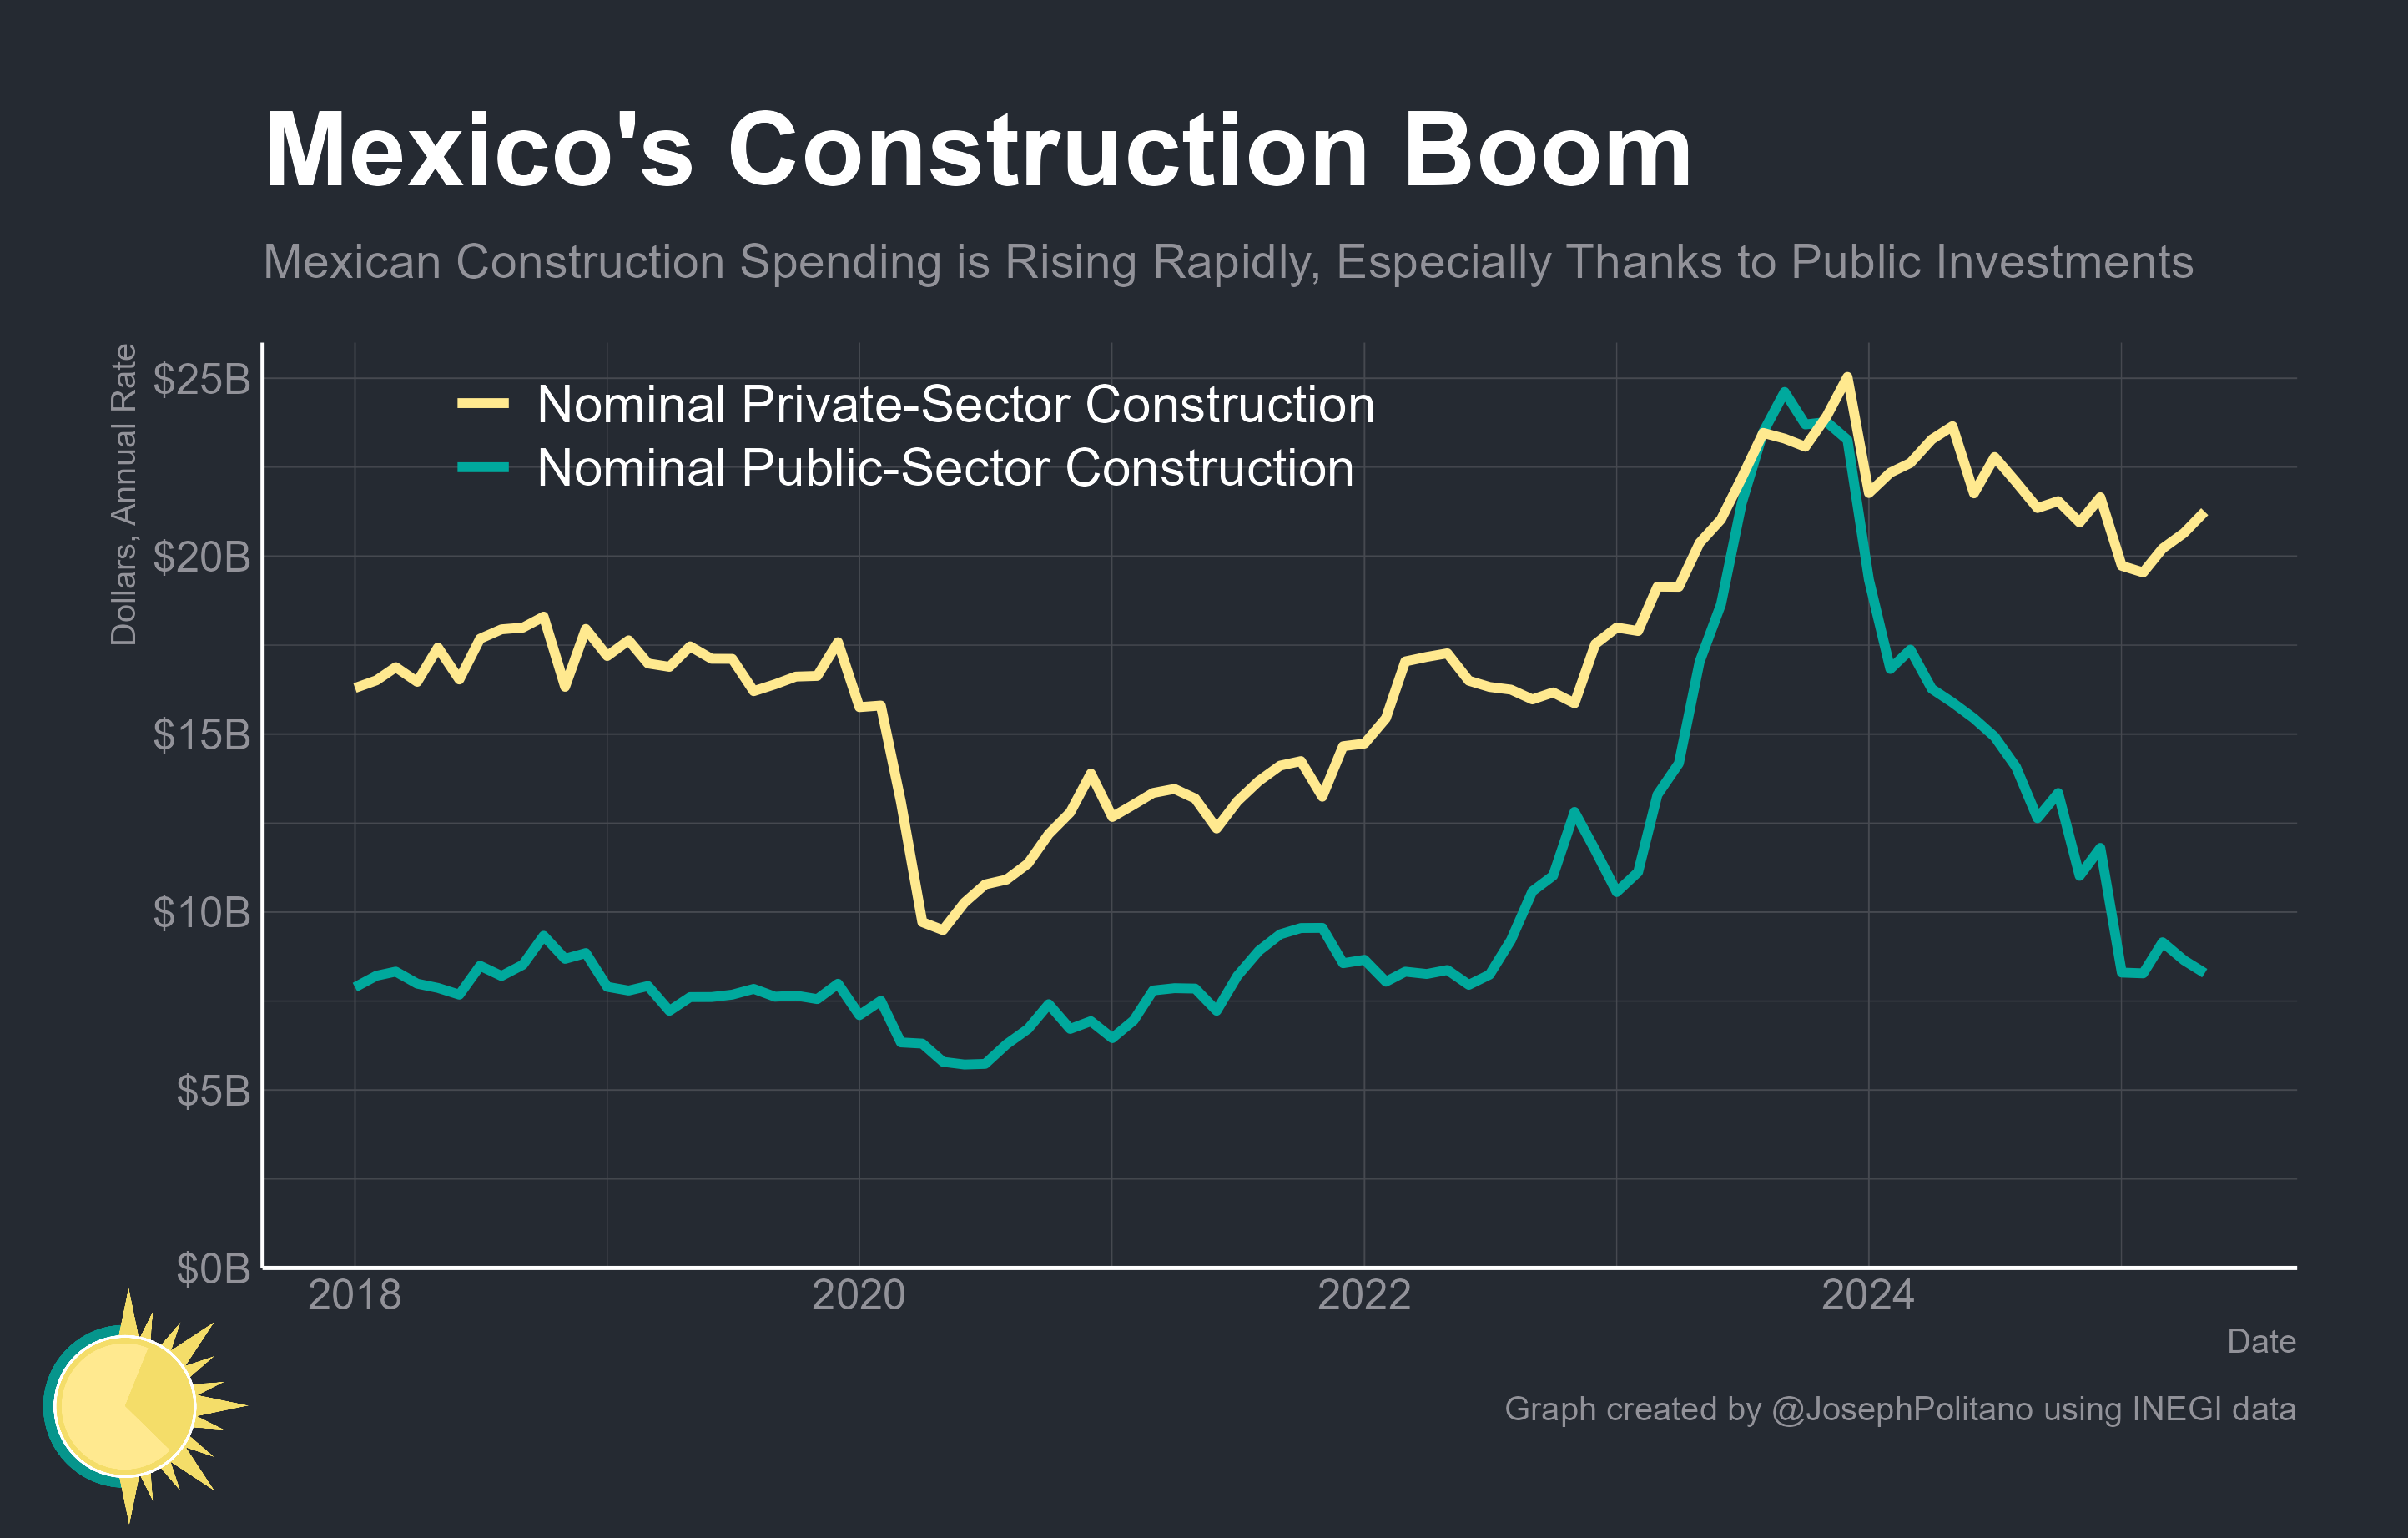 Mexico's Construction Boom
Mexican Construction Spending is Rising Rapidly, Especially Thanks to Public Investments
Dollars, Annual Rate
$25B
$20B
$15B
$10B
$5B
$0B
Nominal Private-Sector Construction
Nominal Public-Sector Construction
2018
2020
2022
2024
Date
Graph created by @JosephPolitano using INEGI data